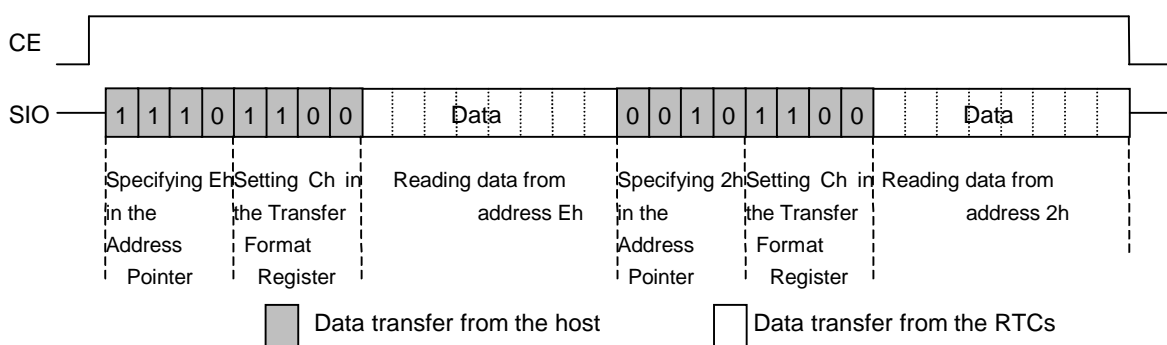 CE
SIO 1 1 1 0 1 1 0 0 Data 0 0 1 0 1 1 0 0 Data
Specifying Eh Setting Ch in Reading data from Specifying 2h Setting Ch in Reading data from
in the the Transfer address Eh in the the Transfer address 2h
Address Format Address Format
Pointer Register Pointer Register
Data transfer from the host Data transfer from the RTCs